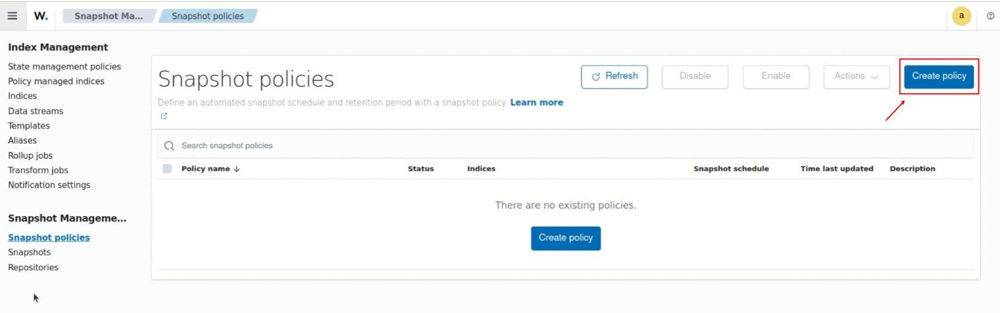 W.
Snapshot Ma...
Snapshot policies
a
Index Management
State management policies
Policy managed indices
Indices
Data streams
Templates
Aliases
Rollup jobs
Transform jobs
Notification settings
Snapshot Manageme...
Snapshot policies
Snapshots
Repositories
Snapshot policies
Refresh
Disable
Enable
Actions
Create policy
Define an automated snapshot schedule and retention period with a snapshot policy. Learn more
Search snapshot policies
Policy name Status Indices Snapshot schedule Time last updated Description
There are no existing policies.
Create policy